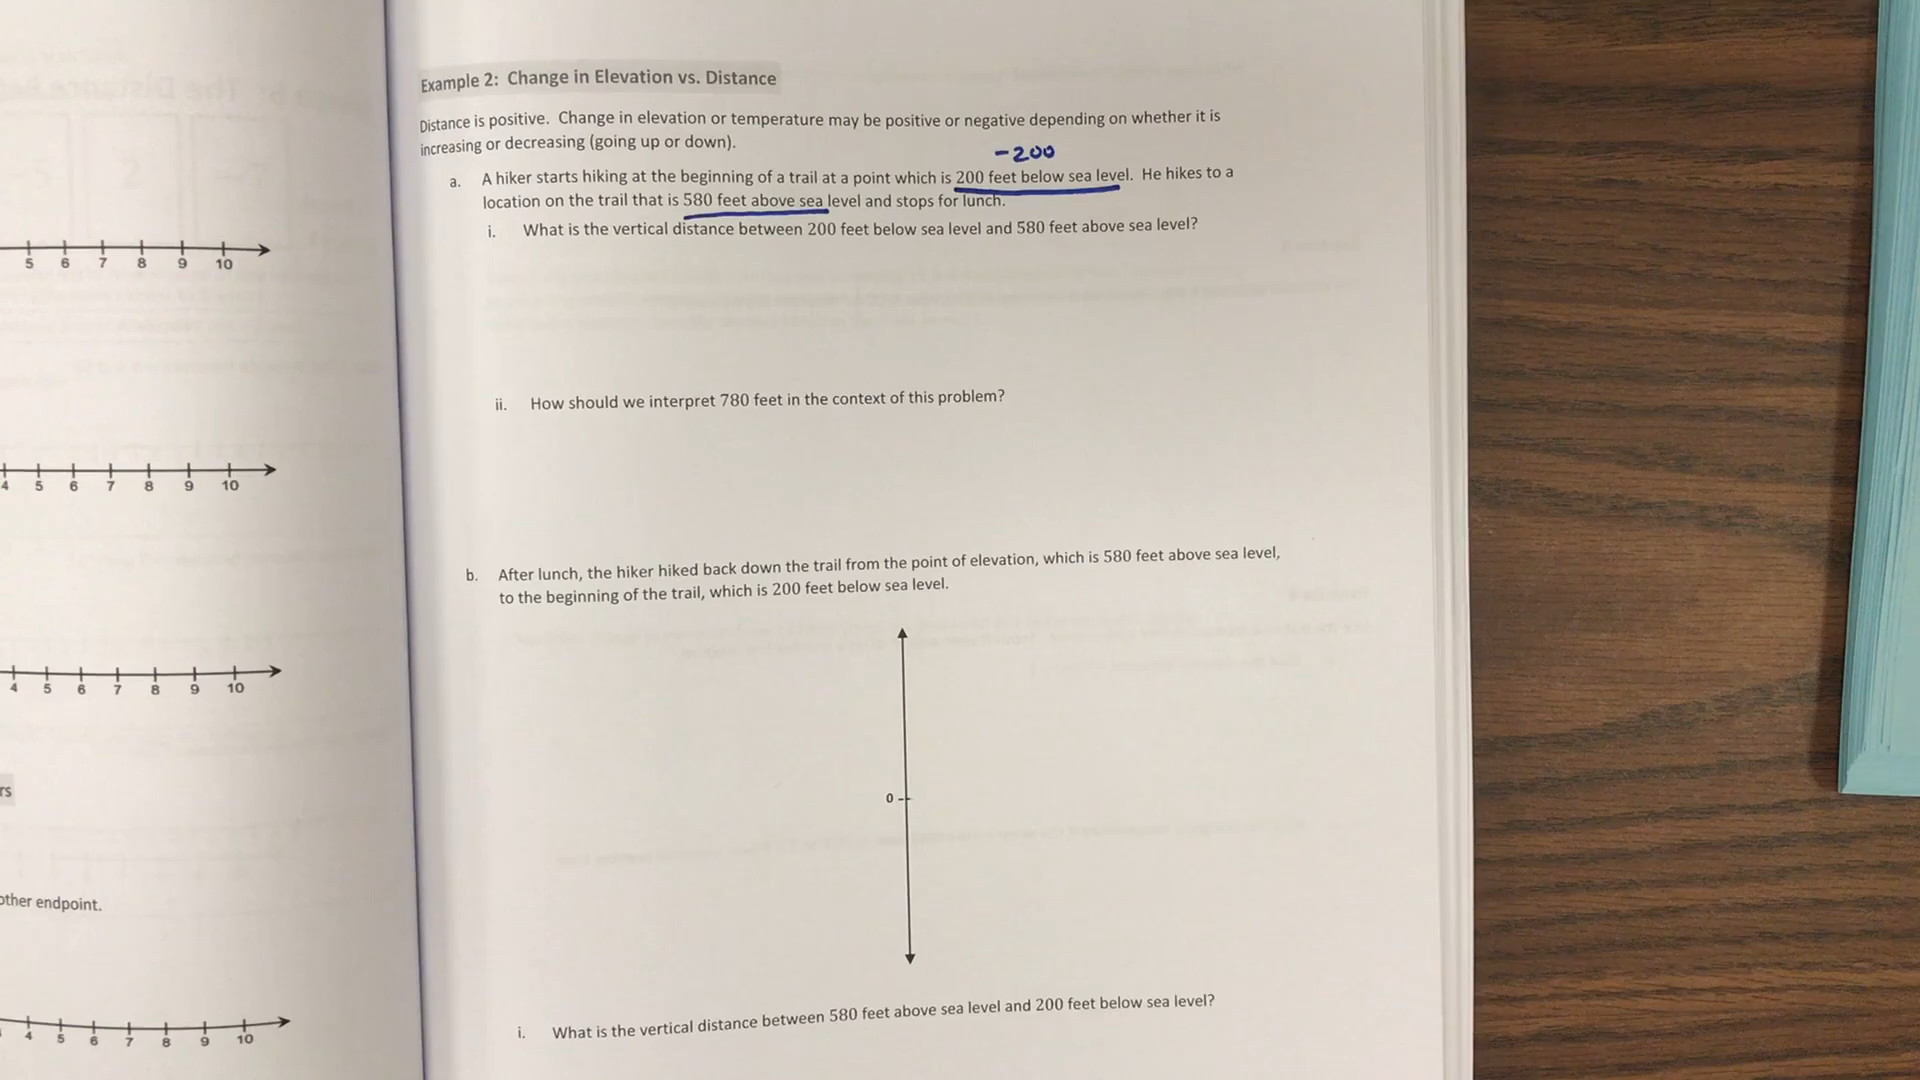 5 6 7 8 9 10
4 5 6 7 8 9 10
4 5 6 7 8 9 10
rs
other endpoint.
4 5 6 7 8 9 10
Example 2: Change in Elevation vs. Distance
Distance is positive. Change in elevation or temperature may be positive or negative depending on whether it is
increasing or decreasing (going up or down).
-200
a. A hiker starts hiking at the beginning of a trail at a point which is 200 feet below sea level. He hikes to a
location on the trail that is 580 feet above sea level and stops for lunch.
i. What is the vertical distance between 200 feet below sea level and 580 feet above sea level?
ii. How should we interpret 780 feet in the context of this problem?
b. After lunch, the hiker hiked back down the trail from the point of elevation, which is 580 feet above sea level,
to the beginning of the trail, which is 200 feet below sea level.
0
i. What is the vertical distance between 580 feet above sea level and 200 feet below sea level?